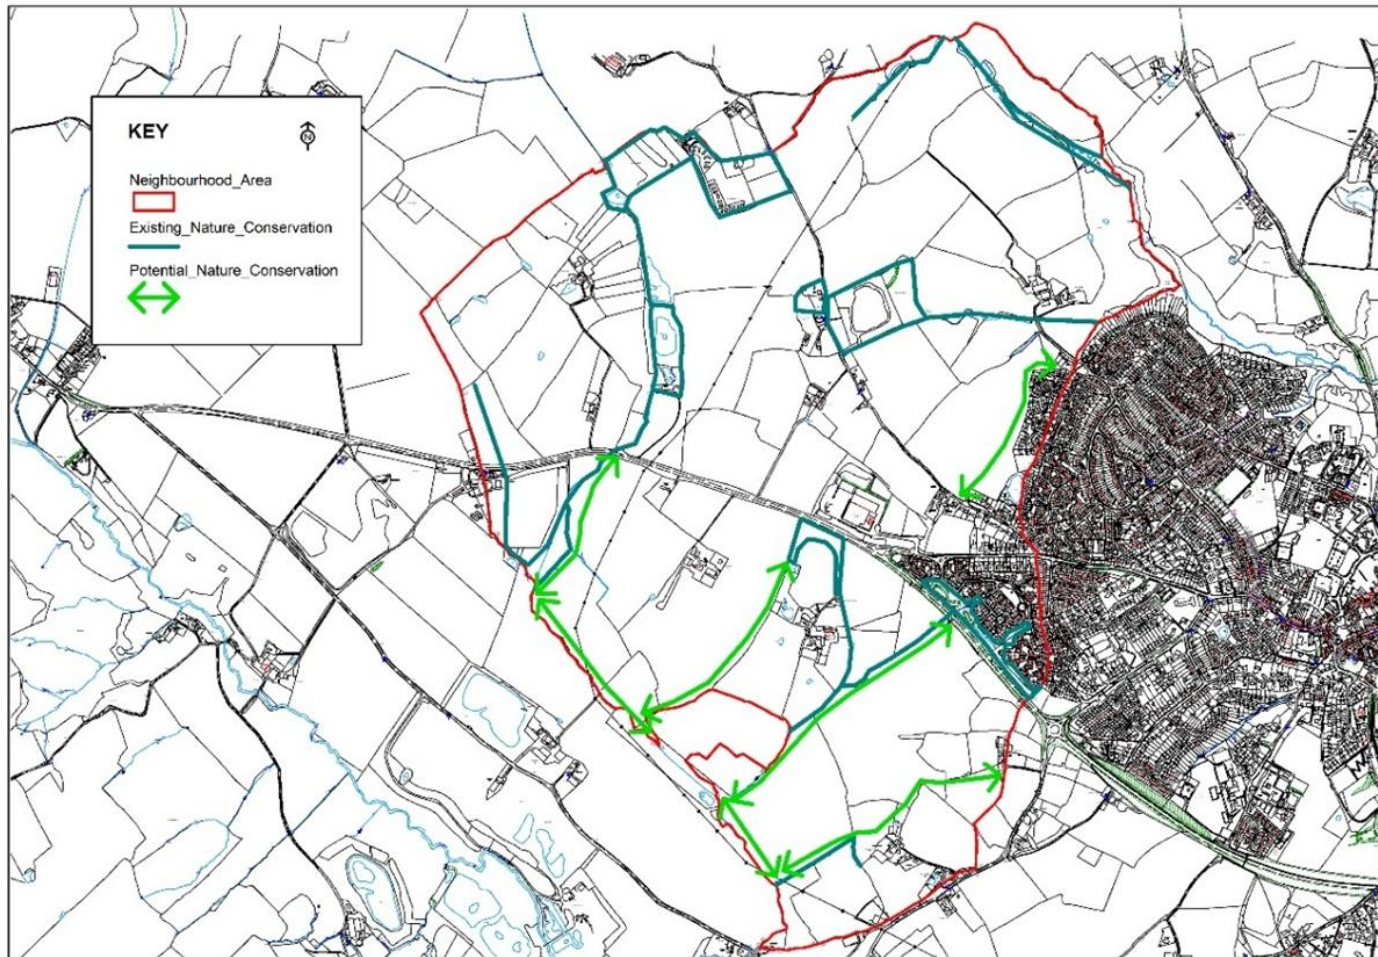 KEY
N
Neighbourhood_Area
Existing_Nature_Conservation
Potential_Nature_Conservation